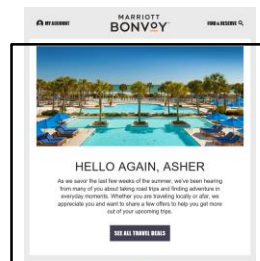 MY ACCOUNT
MARRIOTT
BONVOY
FIND & RESERVE
HELLO AGAIN, ASHER
As we savor the last few weeks of the summer, we've been hearing
from many of you about taking road trips and finding adventure in
everyday moments. Whether you are traveling locally or afar, we
appreciate you and want to share a few offers to help you get more
out of your upcoming trips.
SEE ALL TRAVEL DEALS